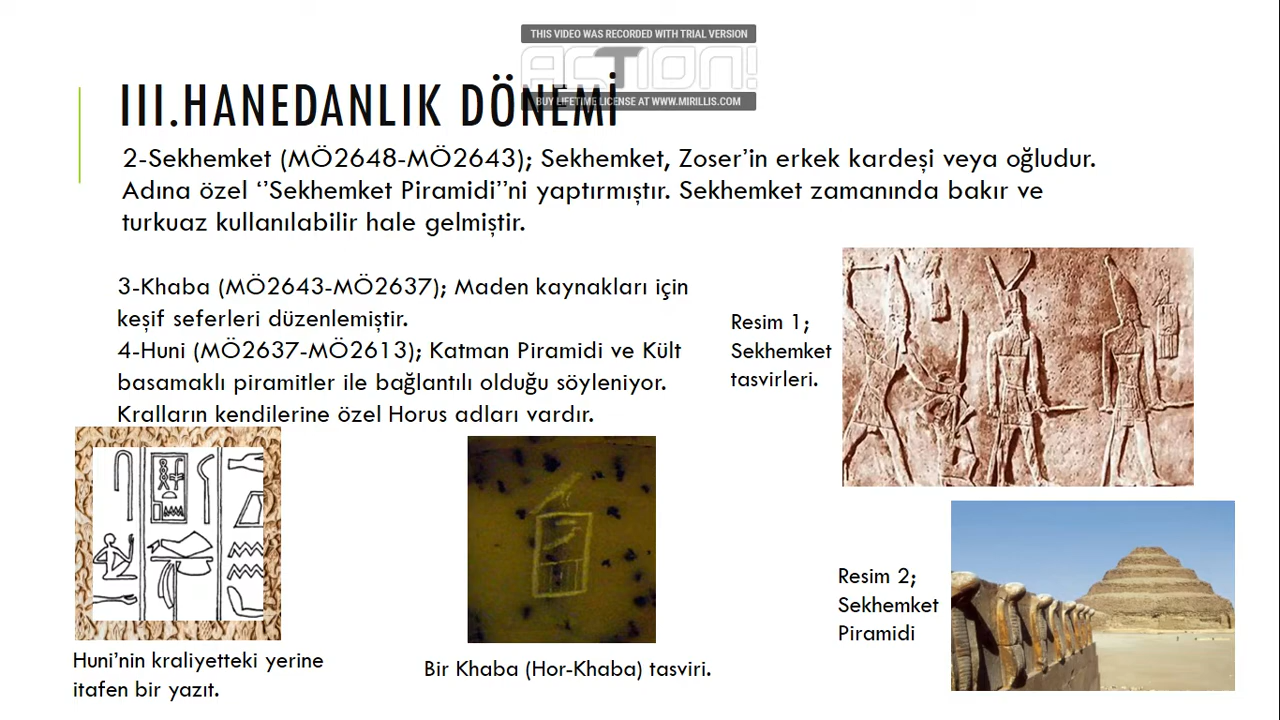 THIS VIDEO WAS RECORDED WITH TRIAL VERSION
ACTION!
BUY LIFETIME LICENSE AT WWW.MIRILLIS.COM
III.HANEDANLIK DÖNEMİ
2-Sekhemket (MÖ2648-MÖ2643); Sekhemket, Zoser’in erkek kardeşi veya oğludur.
Adına özel ‘’Sekhemket Piramidi’’ni yaptırmıştır. Sekhemket zamanında bakır ve
turkuaz kullanılabilir hale gelmiştir.
3-Khaba (MÖ2643-MÖ2637); Maden kaynakları için
keşif seferleri düzenlemiştir.
4-Huni (MÖ2637-MÖ2613); Katman Piramidi ve Kült
basamaklı piramitler ile bağlantılı olduğu söyleniyor.
Kralların kendilerine özel Horus adları vardır.
Resim 1;
Sekhemket
tasvirleri.
Resim 2;
Sekhemket
Piramidi
Huni’nin kraliyetteki yerine
itafen bir yazıt.
Bir Khaba (Hor-Khaba) tasviri.